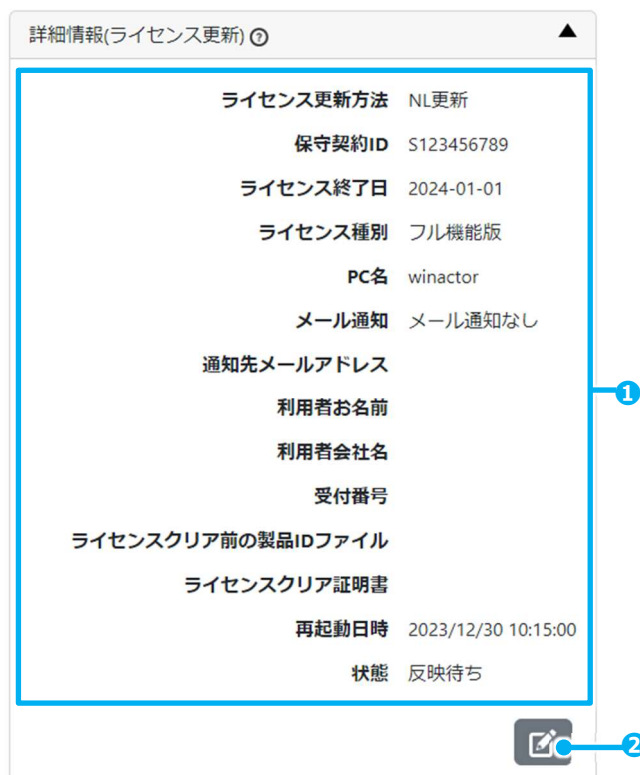 詳細情報(ライセンス更新) ? ▲
ライセンス更新方法 NL更新
保守契約ID S123456789
ライセンス終了日 2024-01-01
ライセンス種別 フル機能版
PC名 winactor
メール通知 メール通知なし
通知先メールアドレス
利用者お名前
利用者会社名
受付番号
ライセンスクリア前の製品IDファイル
ライセンスクリア証明書
再起動日時 2023/12/30 10:15:00
状態 反映待ち
1
2